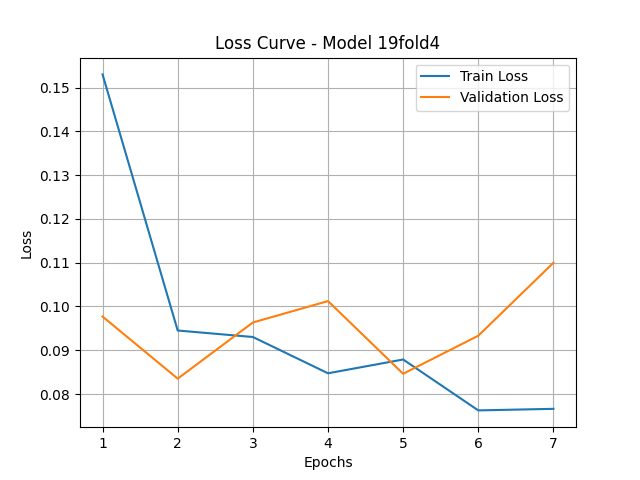 Loss Curve - Model 19fold4
Train Loss
Validation Loss
0.15
0.14
0.13
0.12
0.11
0.10
0.09
0.08
Loss
1 2 3 4 5 6 7
Epochs